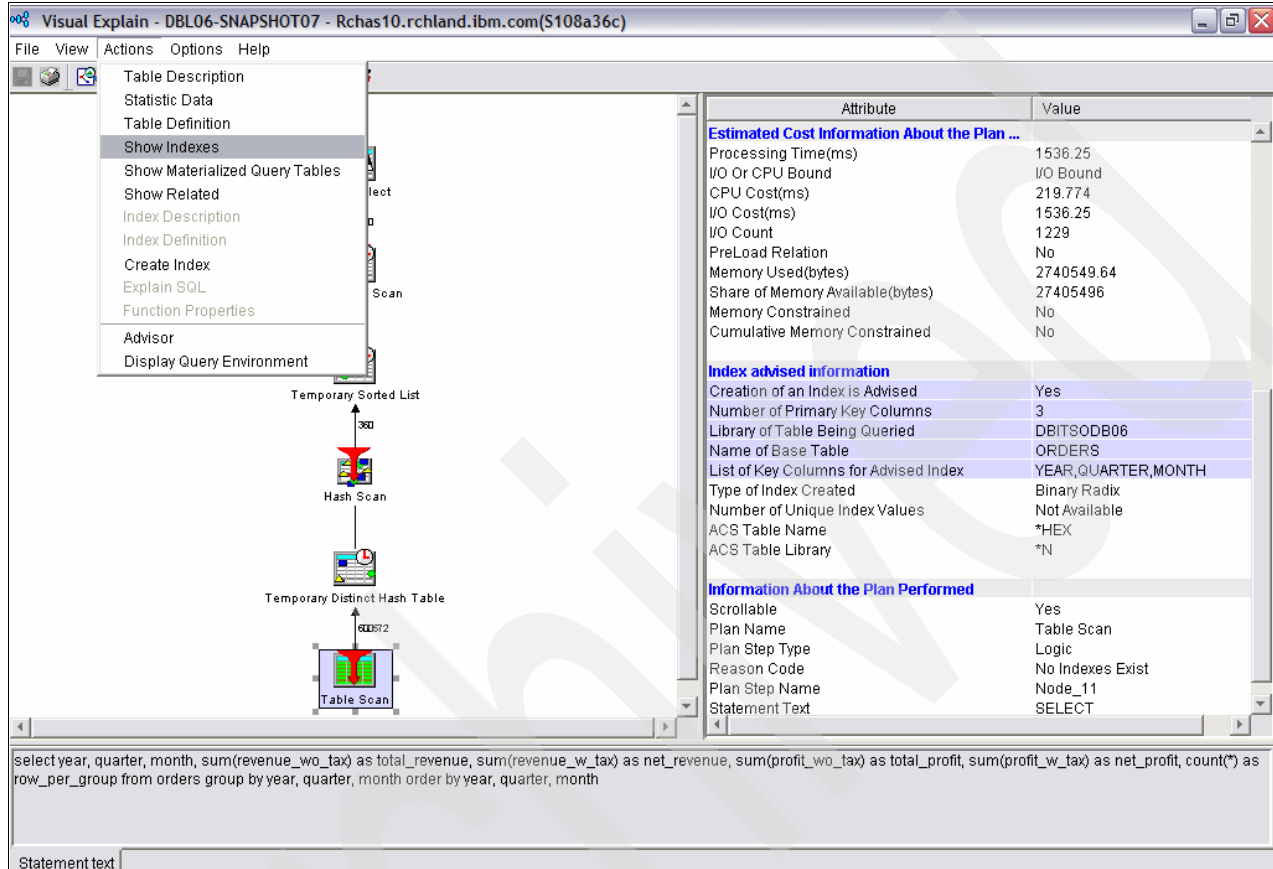 Visual Explain - DBL06-SNAPSHOT07 - Rchas10.rchland.ibm.com(S108a36c)
File View Actions Options Help
Table Description
Statistic Data
Table Definition
Show Indexes
Show Materialized Query Tables
Show Related
Index Description
Index Definition
Create Index
Explain SQL
Function Properties
Advisor
Display Query Environment
lect
Scan
Temporary Sorted List
360
Hash Scan
Temporary Distinct Hash Table
600572
Table Scan
Attribute Value
Estimated Cost Information About the Plan ...
Processing Time(ms) 1536.25
I/O Or CPU Bound I/O Bound
CPU Cost(ms) 219.774
I/O Cost(ms) 1536.25
I/O Count 1229
PreLoad Relation No
Memory Used(bytes) 2740549.64
Share of Memory Available(bytes) 27405496
Memory Constrained No
Cumulative Memory Constrained No
Index advised information
Creation of an Index is Advised Yes
Number of Primary Key Columns 3
Library of Table Being Queried DBITSODB06
Name of Base Table ORDERS
List of Key Columns for Advised Index YEAR,QUARTER,MONTH
Type of Index Created Binary Radix
Number of Unique Index Values Not Available
ACS Table Name *HEX
ACS Table Library *N
Information About the Plan Performed
Scrollable Yes
Plan Name Table Scan
Plan Step Type Logic
Reason Code No Indexes Exist
Plan Step Name Node_11
Statement Text SELECT
select year, quarter, month, sum(revenue_wo_tax) as total_revenue, sum(revenue_w_tax) as net_revenue, sum(profit_wo_tax) as total_profit, sum(profit_w_tax) as net_profit, count(*) as
row_per_group from orders group by year, quarter, month order by year, quarter, month
Statement text